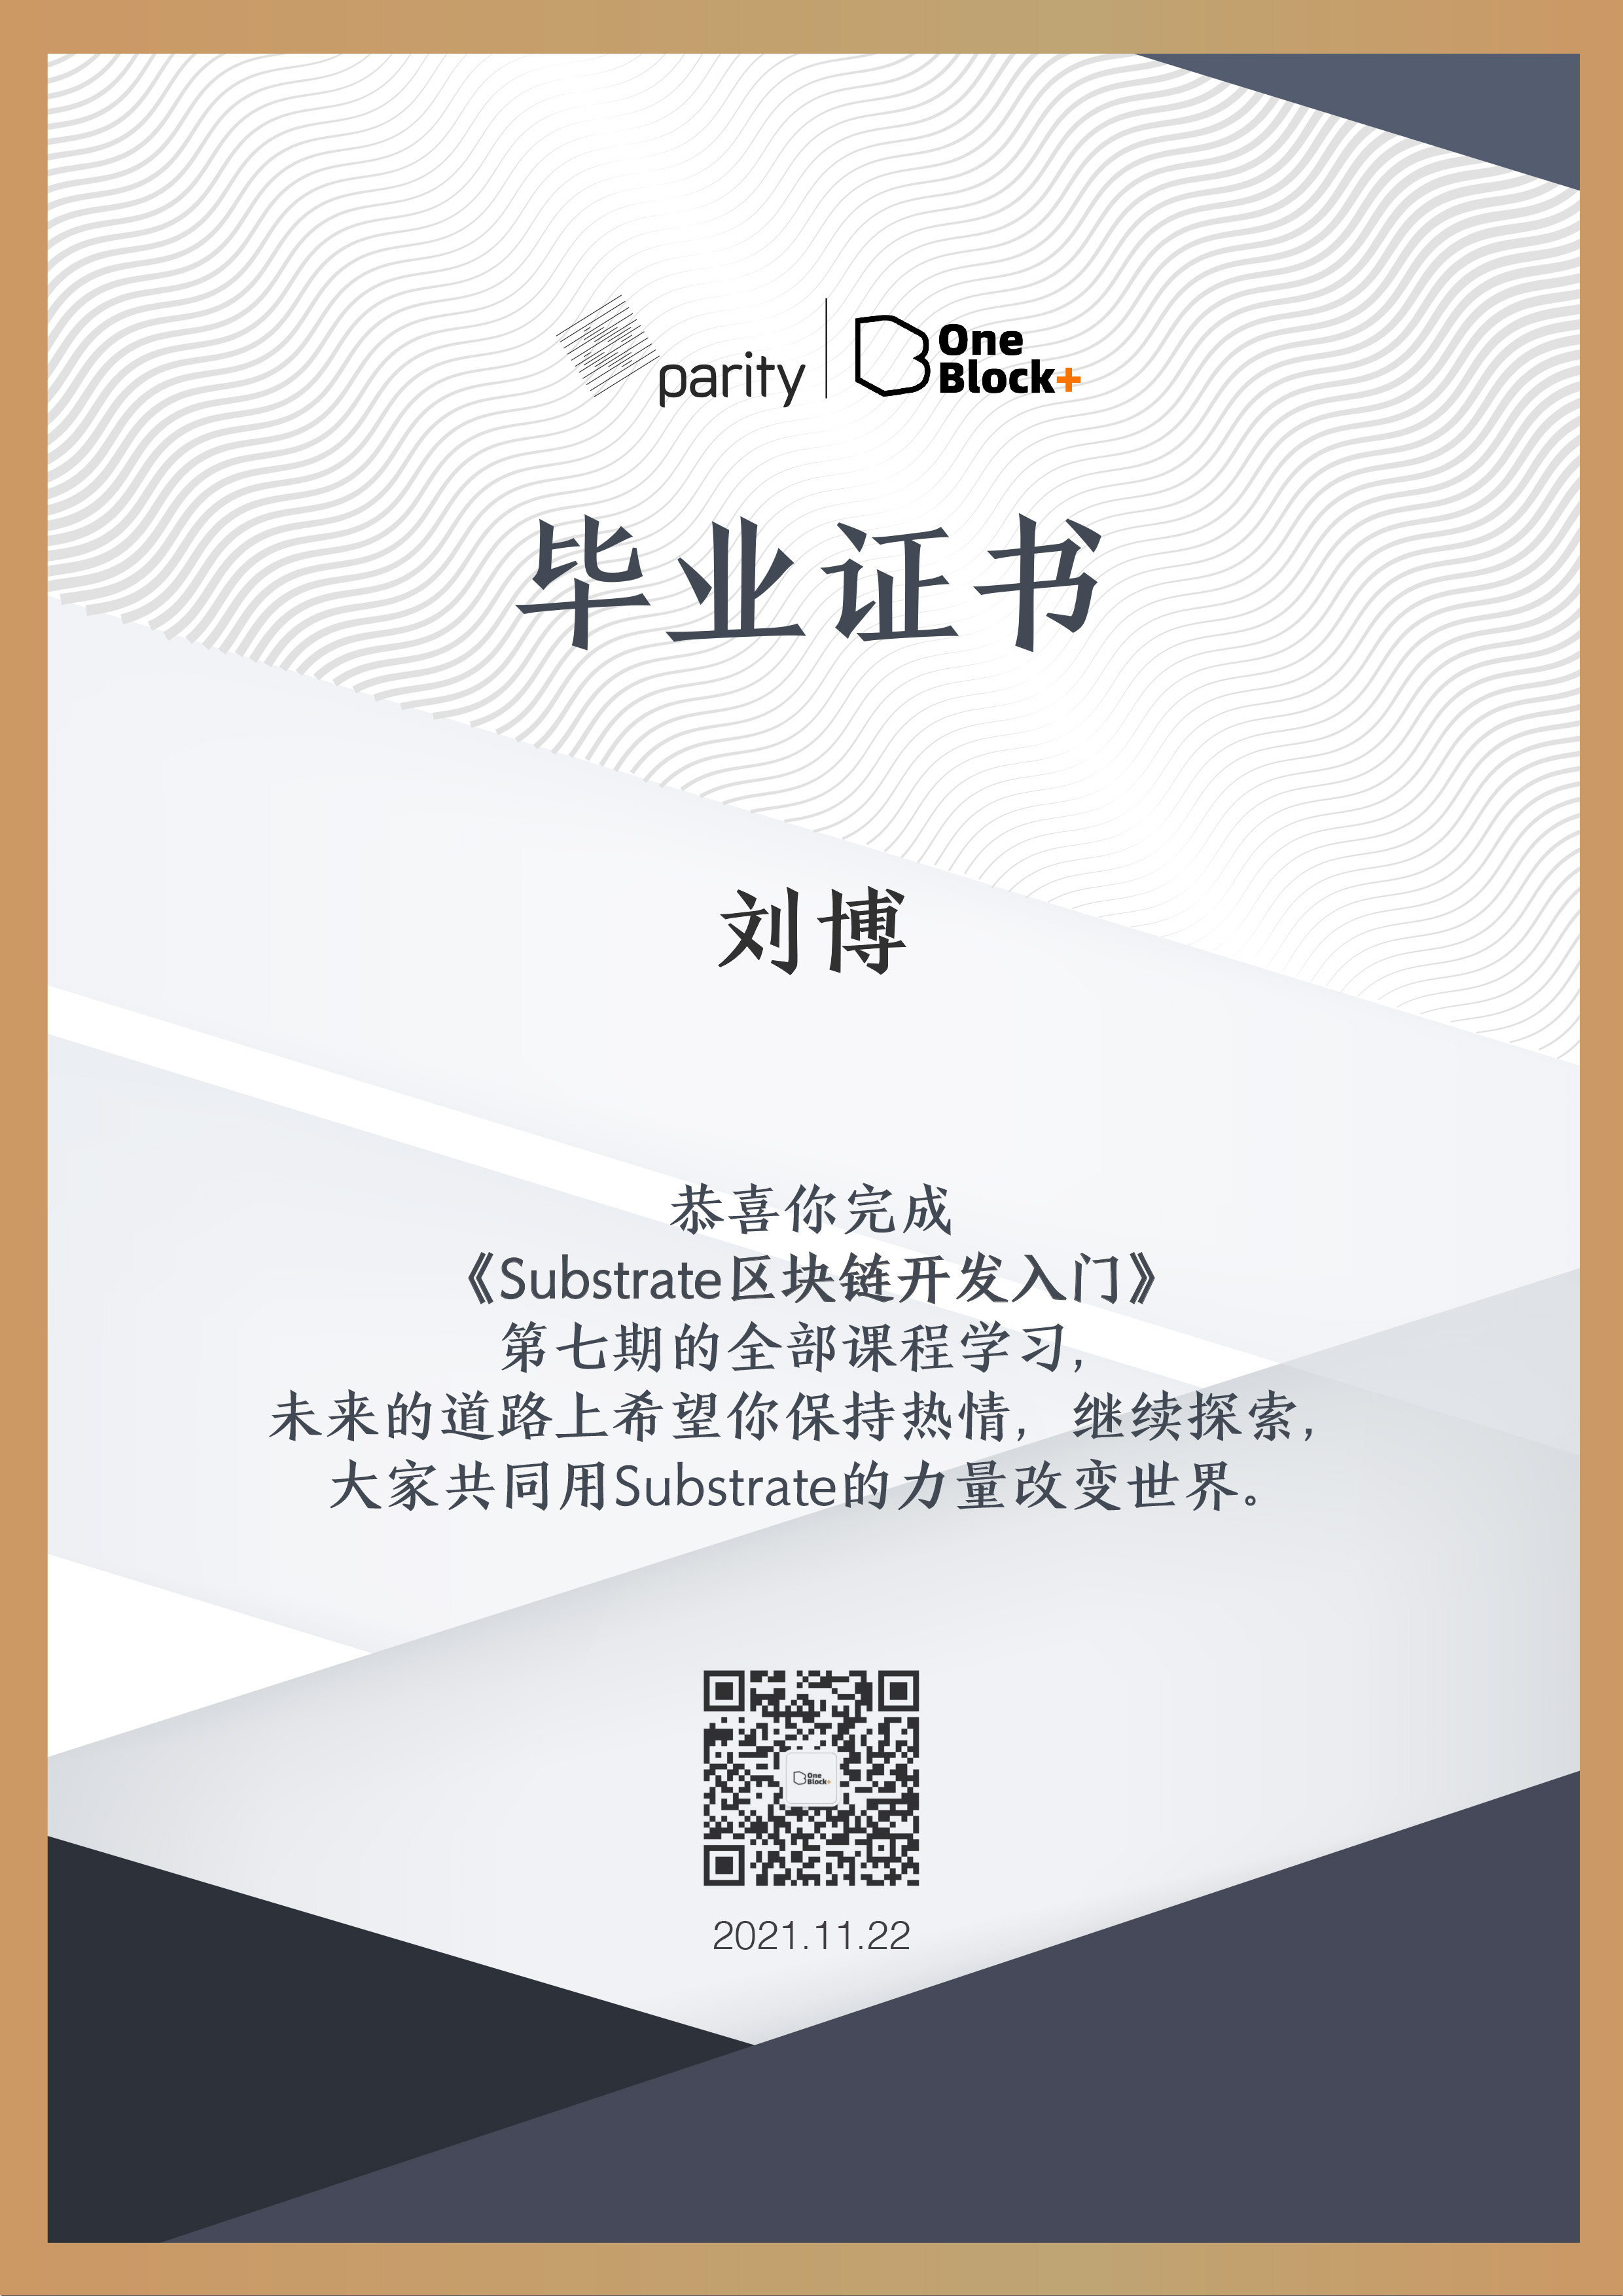 parity
One
Block+
毕业证书
刘博
恭喜你完成
《Substrate区块链开发入门》
第七期的全部课程学习，
未来的道路上希望你保持热情，继续探索，
大家共同用Substrate的力量改变世界。
One
Block+
2021.11.22